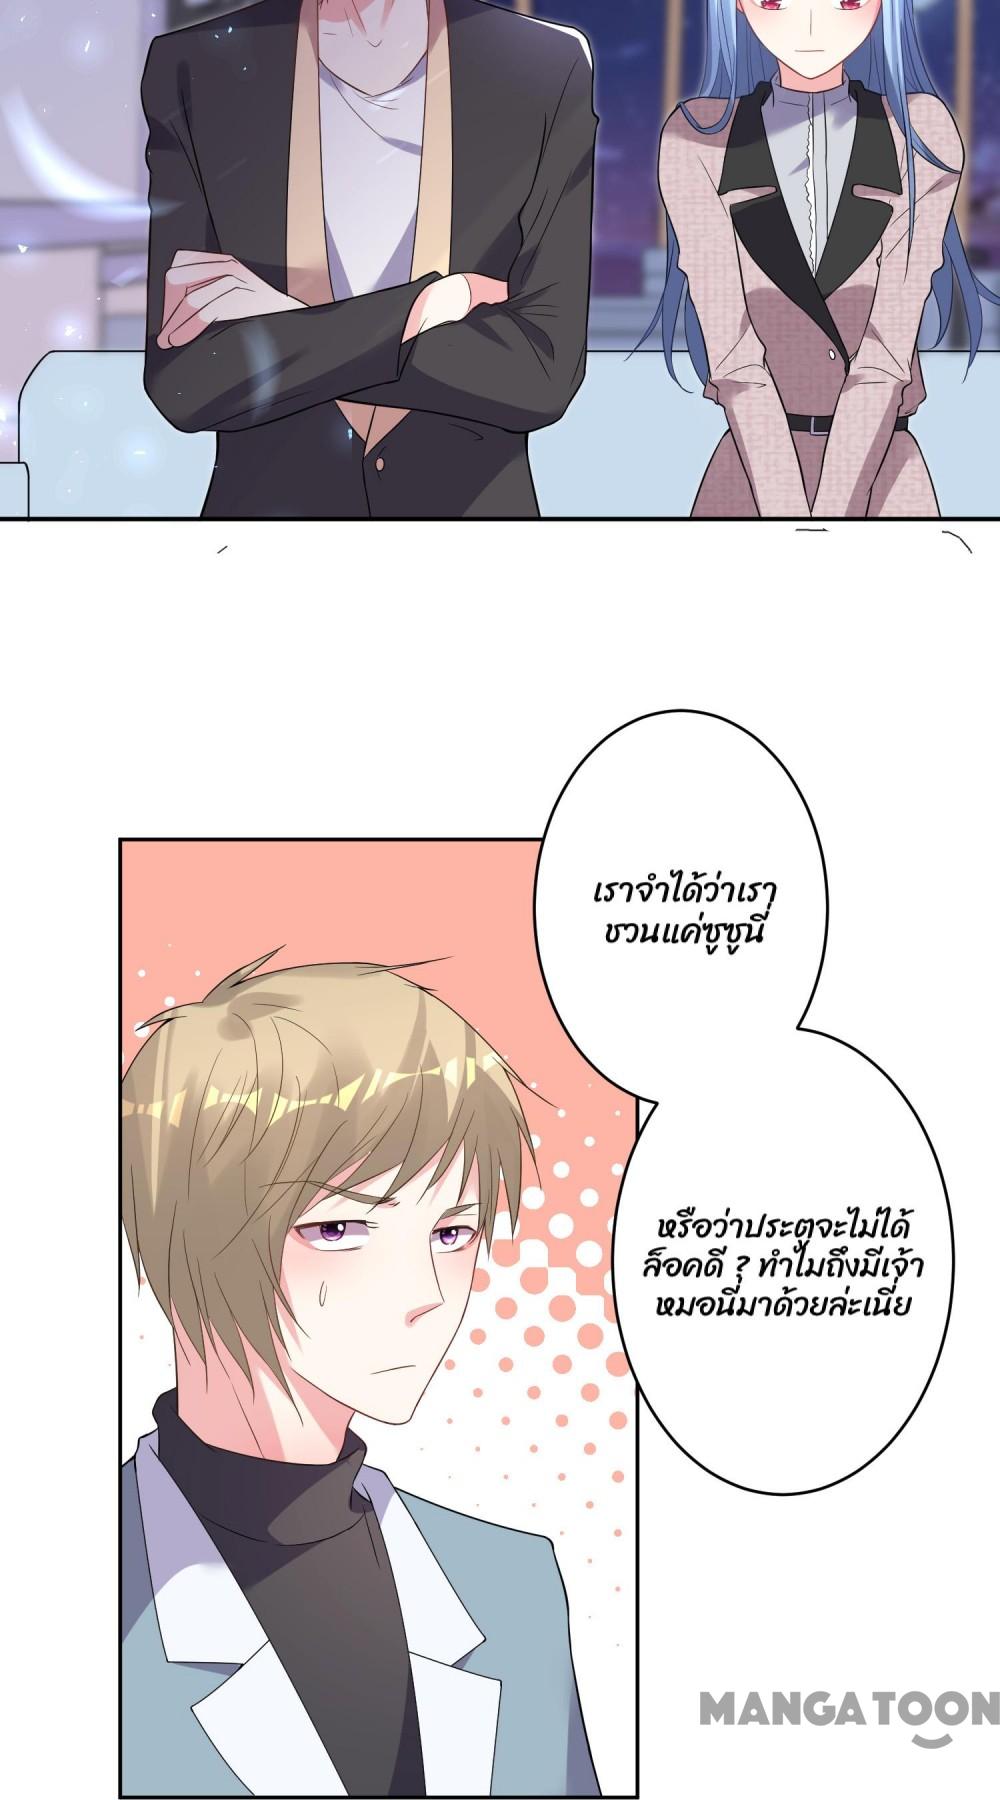 เราจำได้ว่าเรา
ชวนแค่ซูซูนี่
หรือว่าประตูจะไม่ได้
ล็อคดี ? ทำไมถึงมีเจ้า
หมอนี่มาด้วยล่ะเนี่ย
MANGATOON